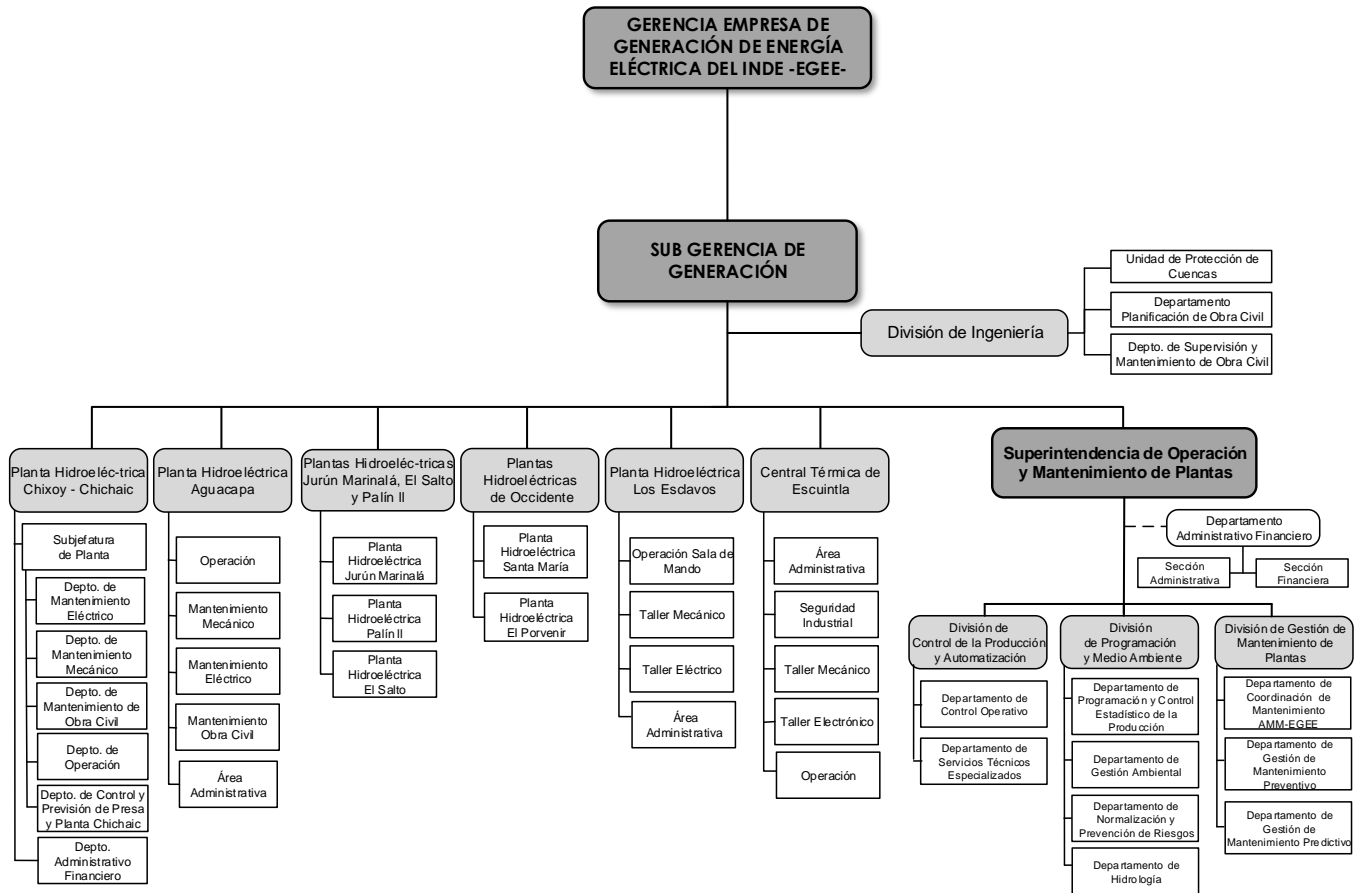 GERENCIA EMPRESA DE
GENERACIÓN DE ENERGÍA
ELÉCTRICA DEL INDE -EGEE-
SUB GERENCIA DE
GENERACIÓN
División de Ingeniería
Unidad de Protección de
Cuencas
Departamento
Planificación de Obra Civil
Depto. de Supervisión y
Mantenimiento de Obra Civil
Planta Hidroeléc-trica
Chixoy - Chichaic
Subjefatura
de Planta
Depto. de
Mantenimiento
Eléctrico
Depto. de
Mantenimiento
Mecánico
Depto. de
Mantenimiento
de Obra Civil
Depto. de
Operación
Depto. de Control y
Previsión de Presa
y Planta Chichaic
Depto.
Administrativo
Financiero
Planta Hidroeléctrica
Aguacapa
Operación
Mantenimiento
Mecánico
Mantenimiento
Eléctrico
Mantenimiento
Obra Civil
Área
Administrativa
Plantas Hidroeléc-tricas
Jurún Marinalá, El Salto
y Palín II
Planta
Hidroeléctrica
Jurún Marinalá
Planta
Hidroeléctrica
Palín II
Planta
Hidroeléctrica
El Salto
Plantas
Hidroeléctricas
de Occidente
Planta
Hidroeléctrica
Santa María
Planta
Hidroeléctrica
El Porvenir
Planta Hidroeléctrica
Los Esclavos
Operación Sala de
Mando
Taller Mecánico
Taller Eléctrico
Área
Administrativa
Central Térmica de
Escuintla
Área
Administrativa
Seguridad
Industrial
Taller Mecánico
Taller Electrónico
Operación
Superintendencia de Operación
y Mantenimiento de Plantas
Departamento
Administrativo Financiero
Sección
Administrativa
Sección
Financiera
División de
Control de la Producción
y Automatización
Departamento de
Control Operativo
Departamento de
Servicios Técnicos
Especializados
División
de Programación
y Medio Ambiente
Departamento de
Programación y Control
Estadístico de la
Producción
Departamento de
Gestión Ambiental
Departamento de
Normalización y
Prevención de Riesgos
Departamento de
Hidrología
División de Gestión de
Mantenimiento de
Plantas
Departamento de
Coordinación de
Mantenimiento
AMM-EGEE
Departamento de
Gestión de
Mantenimiento
Preventivo
Departamento de
Gestión de
Mantenimiento Predictivo